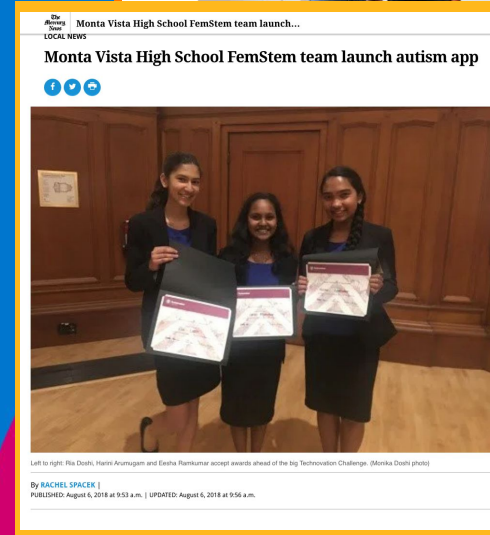 The
Mercury
News
Monta Vista High School FemStem team launch...
LOCAL NEWS
Monta Vista High School FemStem team launch autism app
Left to right: Ria Doshi, Harini Arumugam and Eesha Ramkumar accept awards ahead of the big Technovation Challenge. (Monika Doshi photo)
By RACHEL SPACEK |
PUBLISHED: August 6, 2018 at 9:53 a.m. | UPDATED: August 6, 2018 at 9:56 a.m.